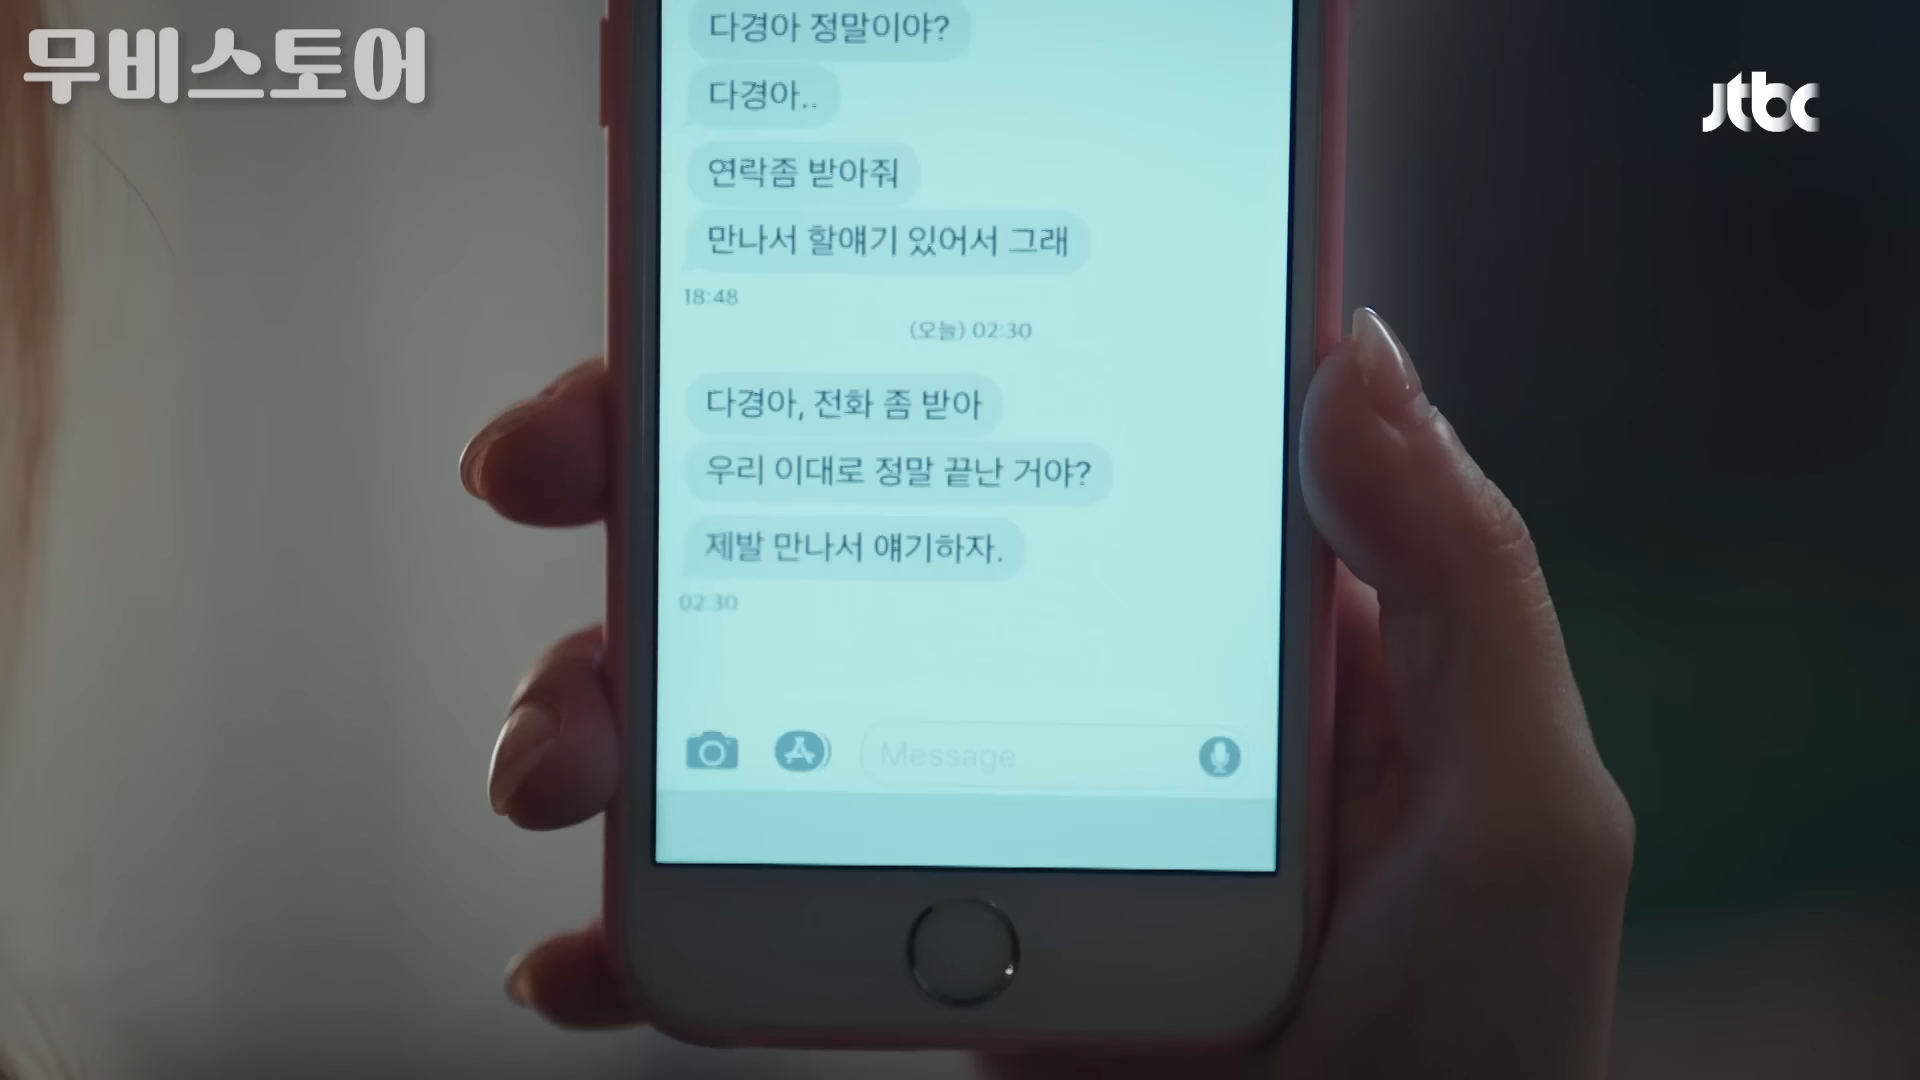 무비스토어
jtbc
다경아 정말이야?
다경아..
연락좀 받아줘
만나서 할얘기 있어서 그래
18:48
(오늘) 02:30
다경아, 전화 좀 받아
우리 이대로 정말 끝난 거야?
제발 만나서 얘기하자.
02:30
Message